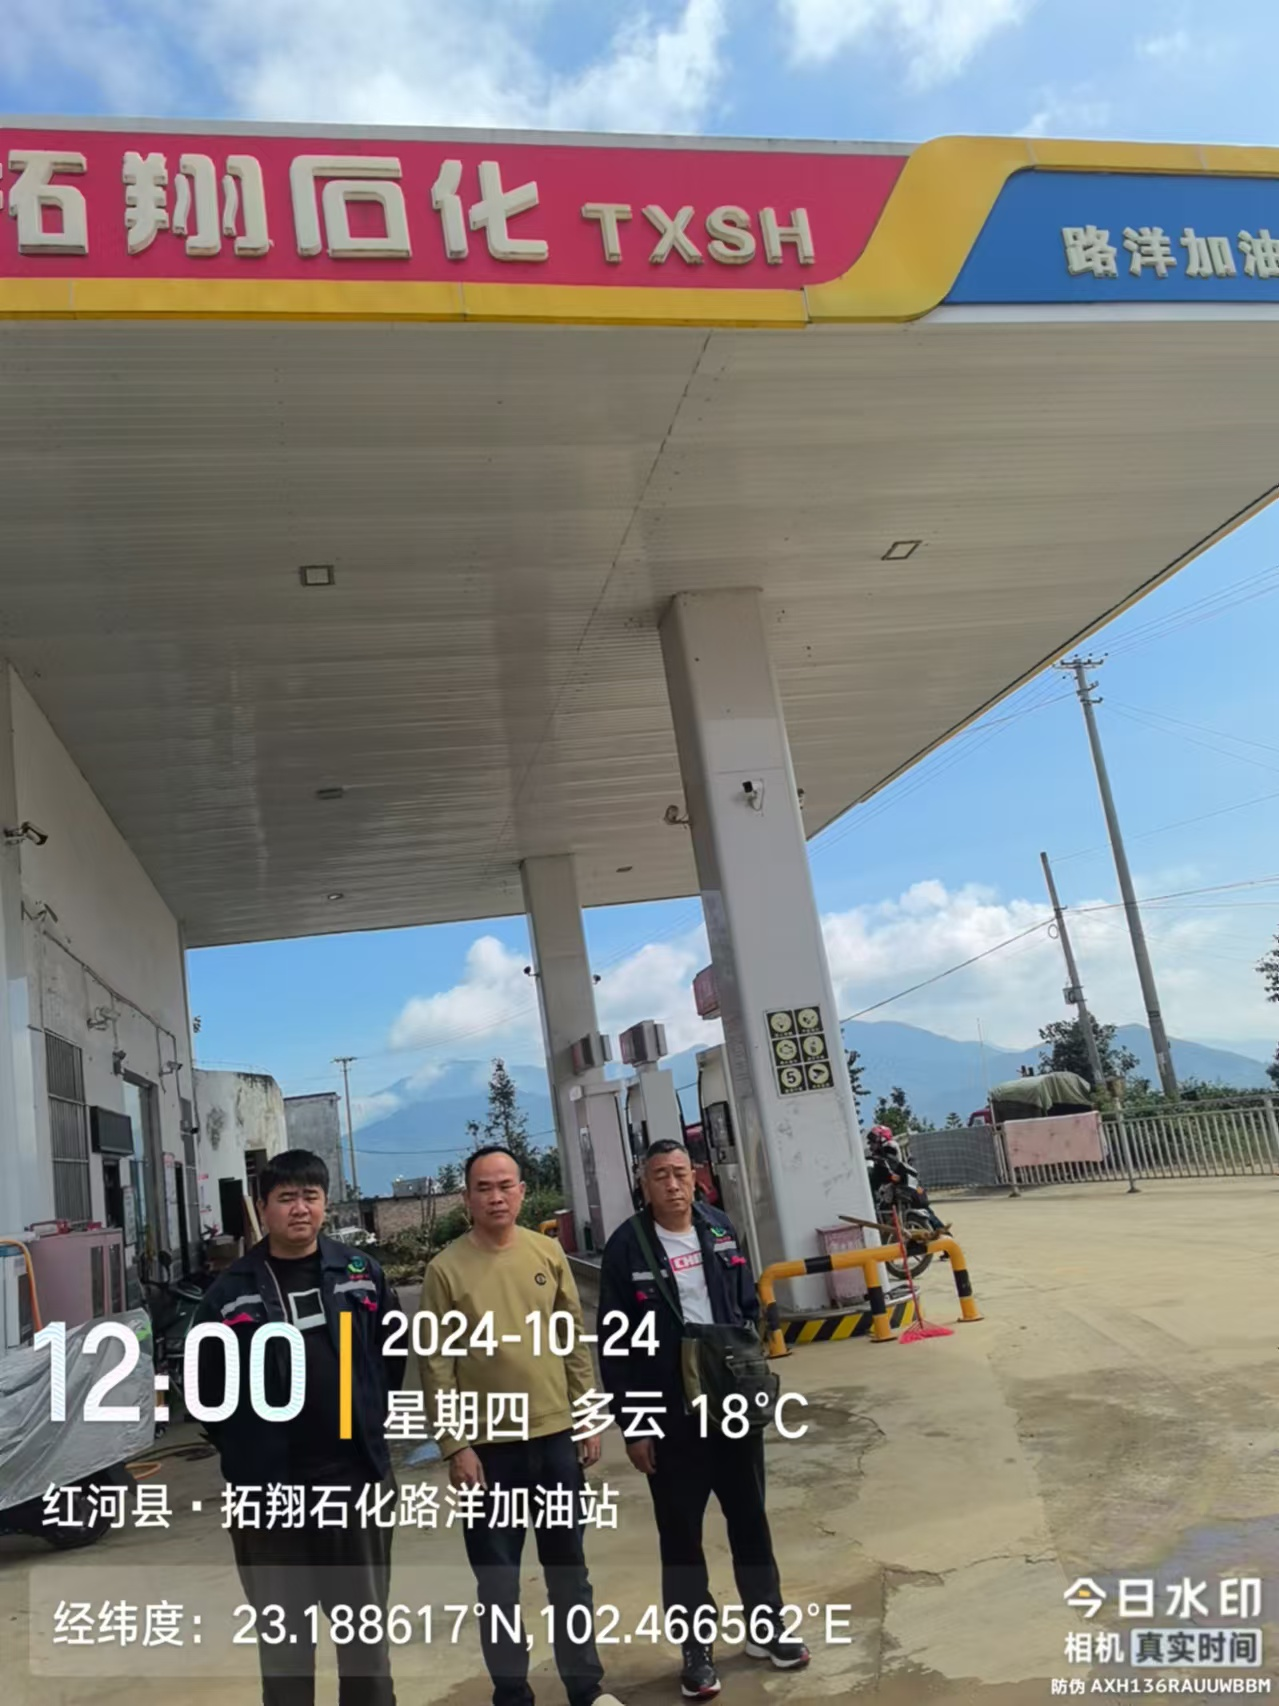 拓翔石化 TXSH
路洋加油
5
CHI
12:00
2024-10-24
星期四 多云 18°C
红河县·拓翔石化路洋加油站
经纬度：23.188617°N,102.466562°E
今日水印
相机 真实时间
防伪 AXH136RAUUWBBM